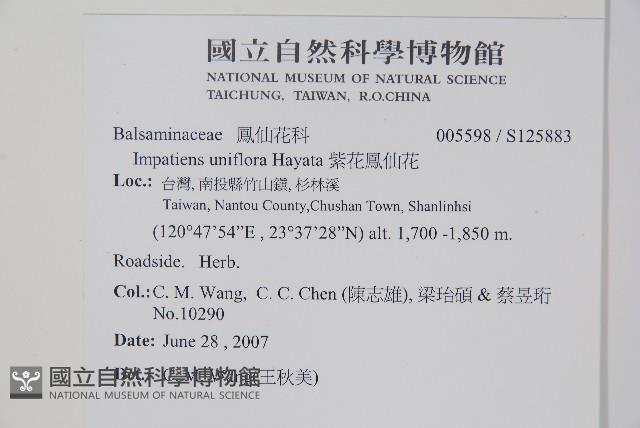 國立自然科學博物館
NATIONAL MUSEUM OF NATURAL SCIENCE
TAICHUNG, TAIWAN, R.O.CHINA
Balsaminaceae 鳳仙花科 005598 / S125883
Impatiens uniflora Hayata 紫花鳳仙花
Loc.: 台灣, 南投縣竹山鎮, 杉林溪
Taiwan, Nantou County,Chushan Town, Shanlinhsi
(120°47'54”E , 23°37'28”N) alt. 1,700 -1,850 m.
Roadside. Herb.
Col.: C. M. Wang, C. C. Chen (陳志雄), 梁珆碩 & 蔡昱珩
No.10290
Date: June 28 , 2007
(王秋美)
國立自然科學博物館
NATIONAL MUSEUM OF NATURAL SCIENCE